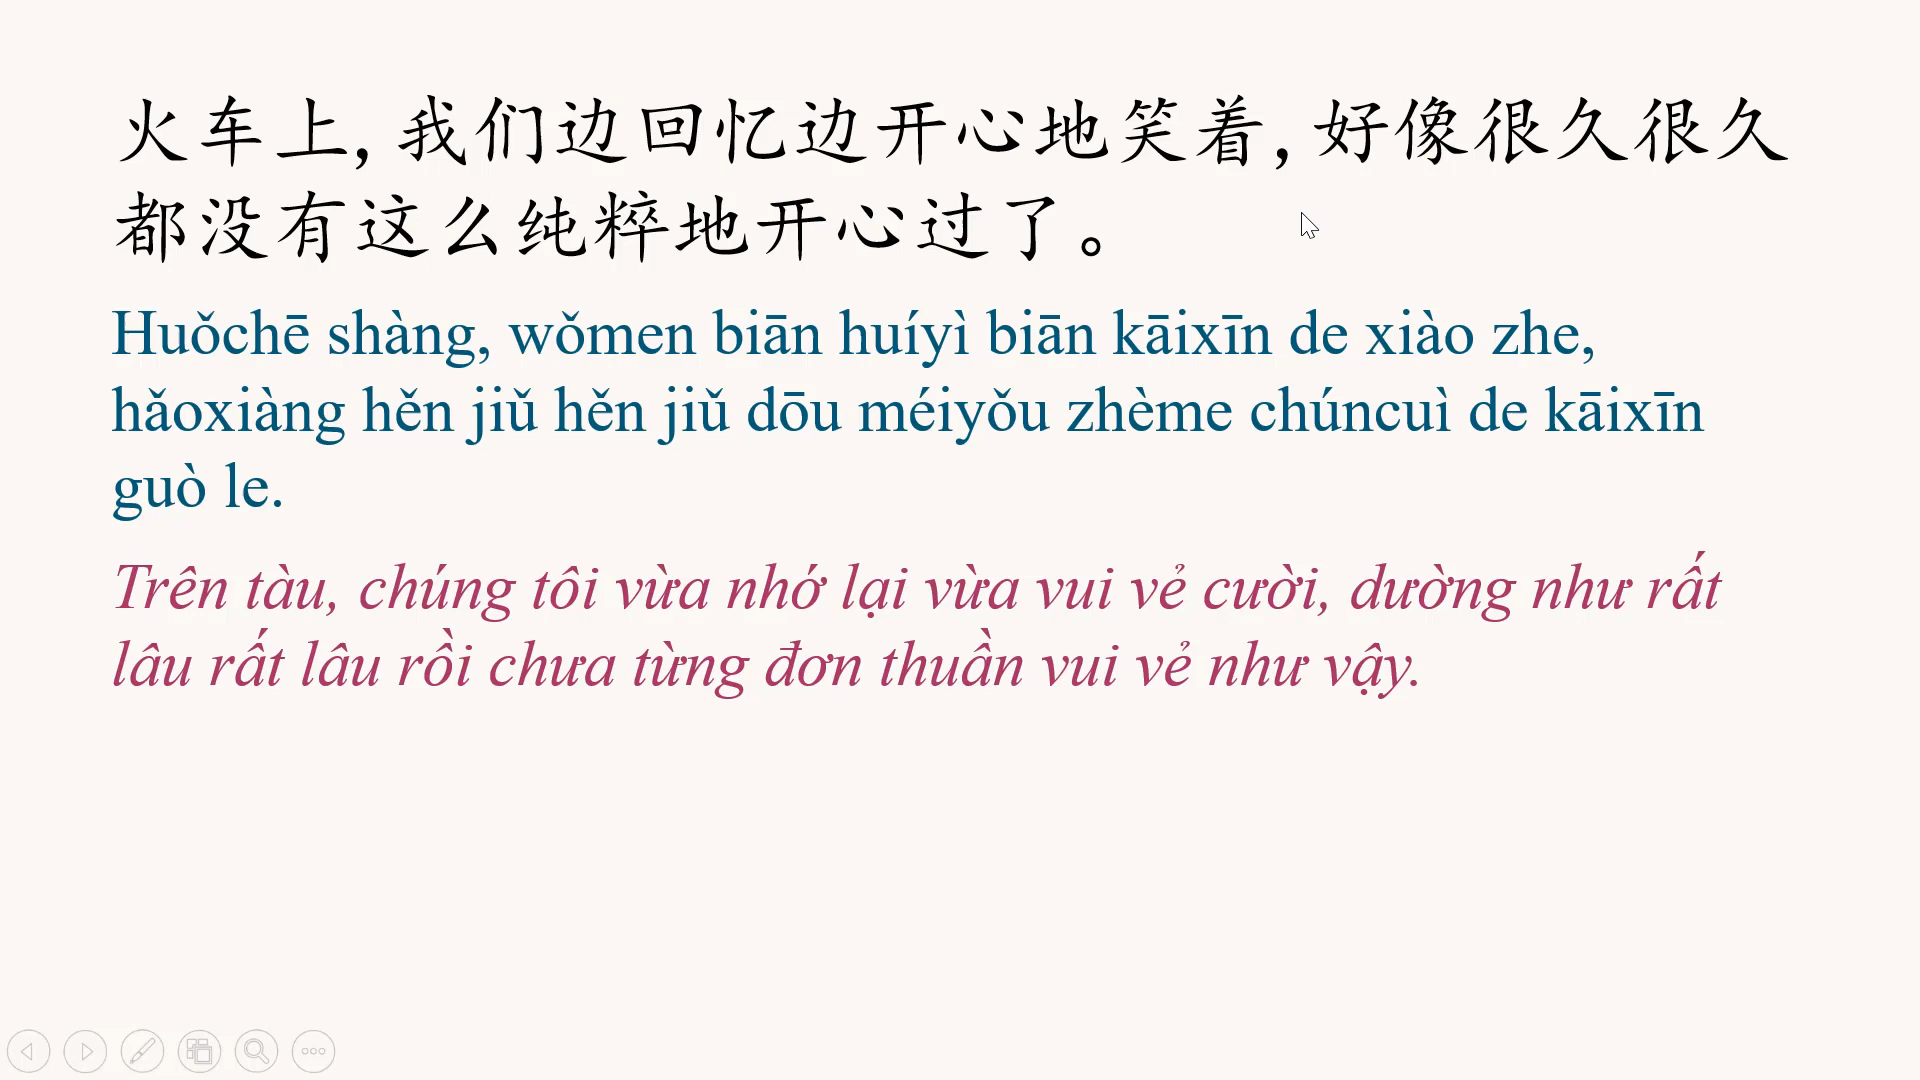 火车上,我们边回忆边开心地笑着,好像很久很久
都没有这么纯粹地开心过了。
Huǒchē shàng, wǒmen biān huíyì biān kāixīn de xiào zhe,
hǎoxiàng hěn jiǔ hěn jiǔ dōu méiyǒu zhème chúncuì de kāixīn
guò le.
Trên tàu, chúng tôi vừa nhớ lại vừa vui vẻ cười, dường như rất
lâu rất lâu rồi chưa từng đơn thuần vui vẻ như vậy.